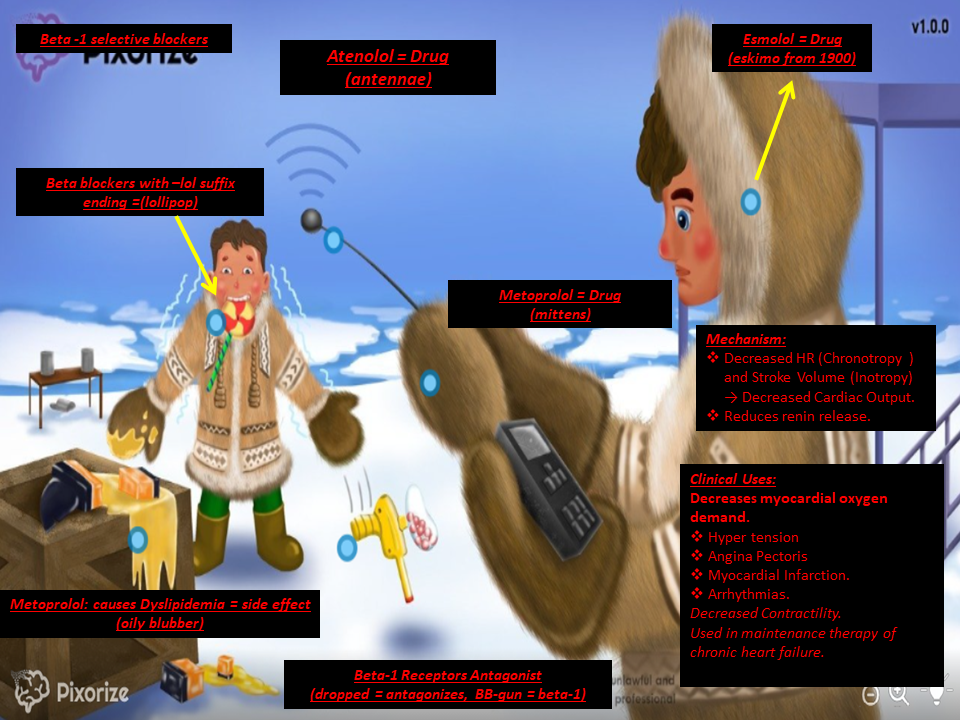 Beta -1 selective blockers
Pixorize
Atenolol = Drug
(antennae)
Esmolol = Drug
(eskimo from 1900)
v1.0.0
Beta blockers with –lol suffix
ending =(lollipop)
Metoprolol = Drug
(mittens)
Mechanism:
❖ Decreased HR (Chronotropy )
and Stroke Volume (Inotropy)
→ Decreased Cardiac Output.
❖ Reduces renin release.
Clinical Uses:
Decreases myocardial oxygen
demand.
❖ Hyper tension
❖ Angina Pectoris
❖ Myocardial Infarction.
❖ Arrhythmias.
Decreased Contractility.
Used in maintenance therapy of
chronic heart failure.
Metoprolol: causes Dyslipidemia = side effect
(oily blubber)
Beta-1 Receptors Antagonist
(dropped = antagonizes, BB-gun = beta-1)
Pixorize
unlawful and
professional